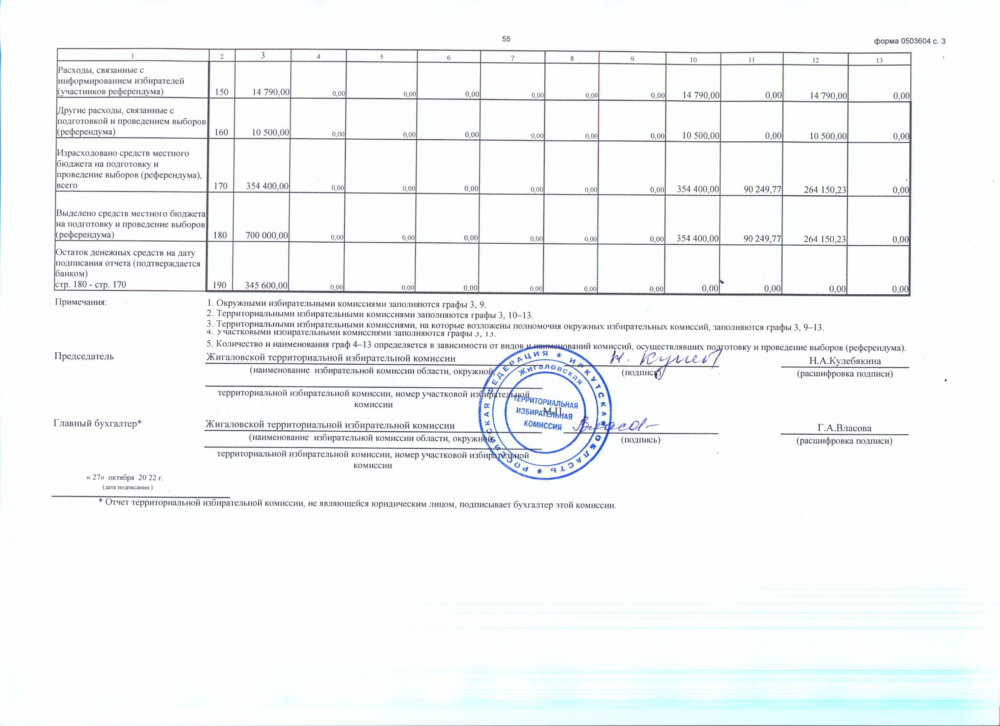 55
форма 0503604 с. 3
1 2 3 4 5 6 7 8 9 10 11 12 13
Расходы, связанные с
информированием избирателей
(участников референдума) 150 14 790,00 0,00 0,00 0,00 0,00 0,00 0,00 14 790,00 0,00 14 790,00 0,00
Другие расходы, связанные с
подготовкой и проведением выборов
(референдума) 160 10 500,00 0,00 0,00 0,00 0,00 0,00 0,00 10 500,00 0,00 10 500,00 0,00
Израсходовано средств местного
бюджета на подготовку и
проведение выборов (референдума),
всего 170 354 400,00 0,00 0,00 0,00 0,00 0,00 0,00 354 400,00 90 249,77 264 150,23 0,00
Выделено средств местного бюджета
на подготовку и проведение выборов
(референдума) 180 700 000,00 0,00 0,00 0,00 0,00 0,00 0,00 354 400,00 90 249,77 264 150,23 0,00
Остаток денежных средств на дату
подписания отчета (подтверждается
банком)
стр. 180 - стр. 170 190 345 600,00 0,00 0,00 0,00 0,00 0,00 0,00 0,00 0,00 0,00 0,00
Примечания: 1. Окружными избирательными комиссиями заполняются графы 3, 9.
2. Территориальными избирательными комиссиями заполняются графы 3, 10–13.
3. Территориальными избирательными комиссиями, на которые возложены полномочия окружных избирательных комиссий, заполняются графы 3, 9–13.
4. Участковыми избирательными комиссиями заполняются графы 3, 13.
5. Количество и наименования граф 4–13 определяется в зависимости от видов и наименований комиссий, осуществлявших подготовку и проведение выборов (референдума).
Председатель Жигаловской территориальной избирательной комиссии Н.А.Кулебякина
(наименование избирательной комиссии области, окружной, (подпись) (расшифровка подписи)
территориальной избирательной комиссии, номер участковой избирательной
комиссии
М.П.
РОССИЙСКАЯ ФЕДЕРАЦИЯ * ИРКУТСКАЯ ОБЛАСТЬ *
Жигаловская
ТЕРРИТОРИАЛЬНАЯ
ИЗБИРАТЕЛЬНАЯ
КОМИССИЯ
Главный бухгалтер* Жигаловской территориальной избирательной комиссии Г.А.Власова
(наименование избирательной комиссии области, окружной, (подпись) (расшифровка подписи)
территориальной избирательной комиссии, номер участковой избирательной
комиссии
« 27» октября 20 22 г.
(дата подписания )
* Отчет территориальной избирательной комиссии, не являющейся юридическим лицом, подписывает бухгалтер этой комиссии.